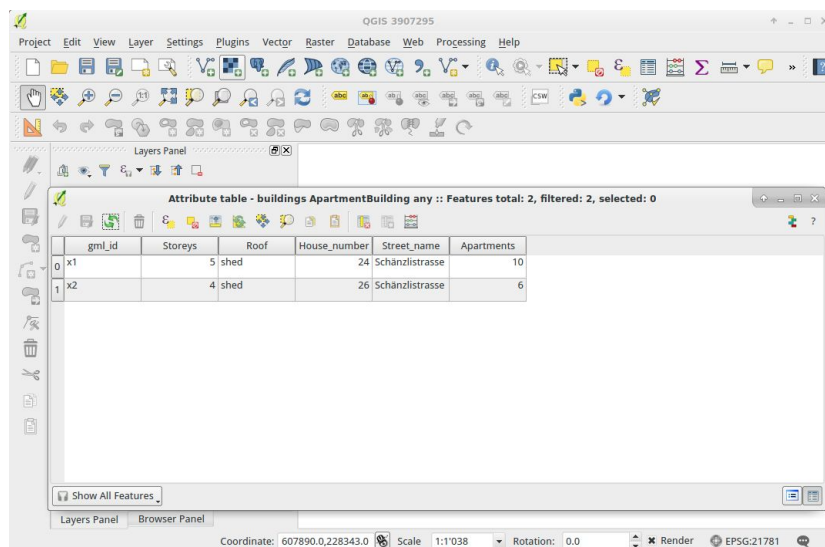 QGIS 3907295
Project Edit View Layer Settings Plugins Vector Raster Database Web Processing Help
Layers Panel
Attribute table - buildings ApartmentBuilding any :: Features total: 2, filtered: 2, selected: 0
gml_id Storeys Roof House_number Street_name Apartments
0 x1 5 shed 24 Schänzlistrasse 10
1 x2 4 shed 26 Schänzlistrasse 6
Show All Features
Layers Panel Browser Panel
Coordinate: 607890.0,228343.0 Scale 1:1'038 Rotation: 0.0 Render EPSG:21781